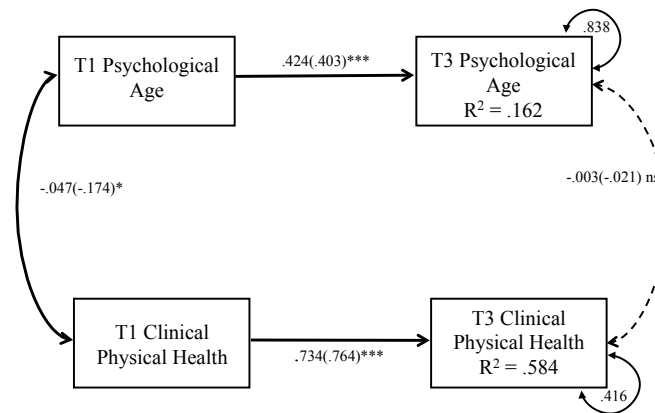 .838
T1 Psychological
Age
.424(.403)***
T3 Psychological
Age
R² = .162
-.047(-.174)*
-.003(-.021) ns
T1 Clinical
Physical Health
.734(.764)***
T3 Clinical
Physical Health
R² = .584
.416